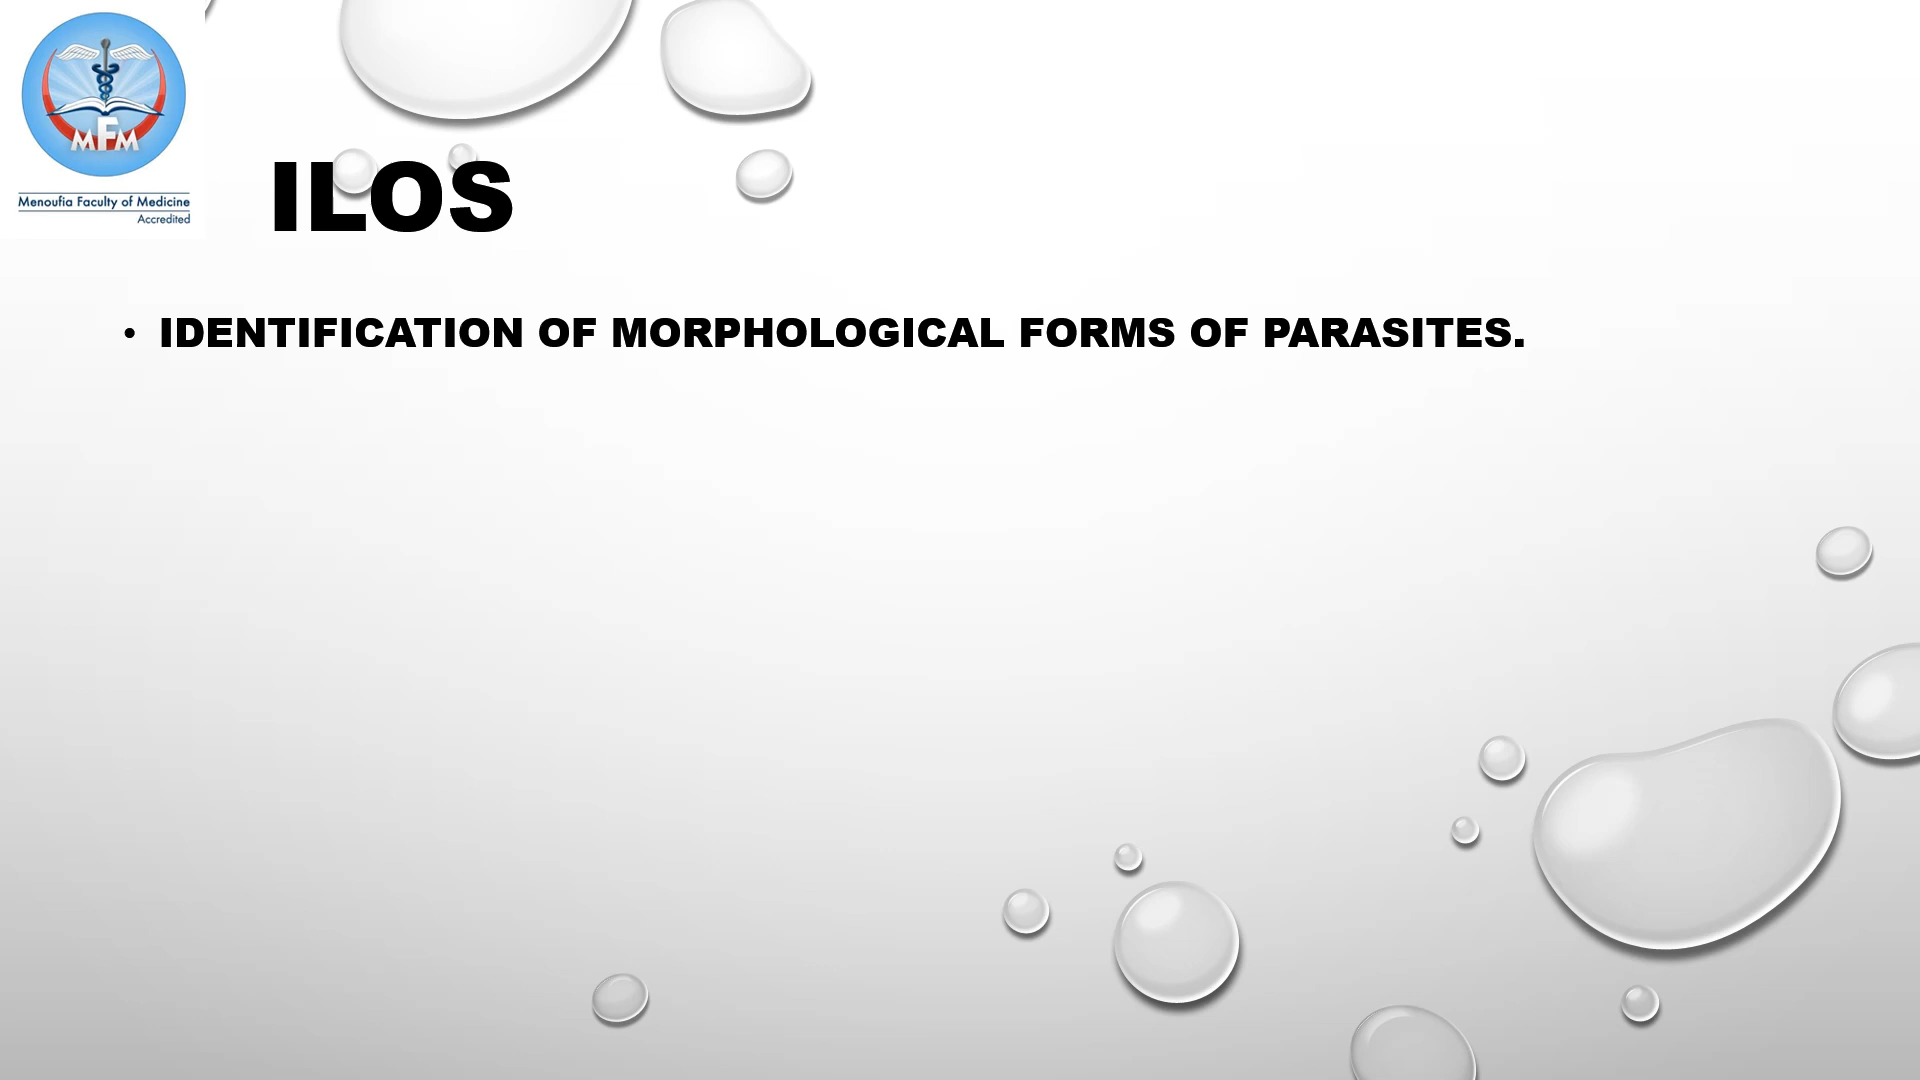 MFM
Menoufia Faculty of Medicine
Accredited
ILOS
• IDENTIFICATION OF MORPHOLOGICAL FORMS OF PARASITES.